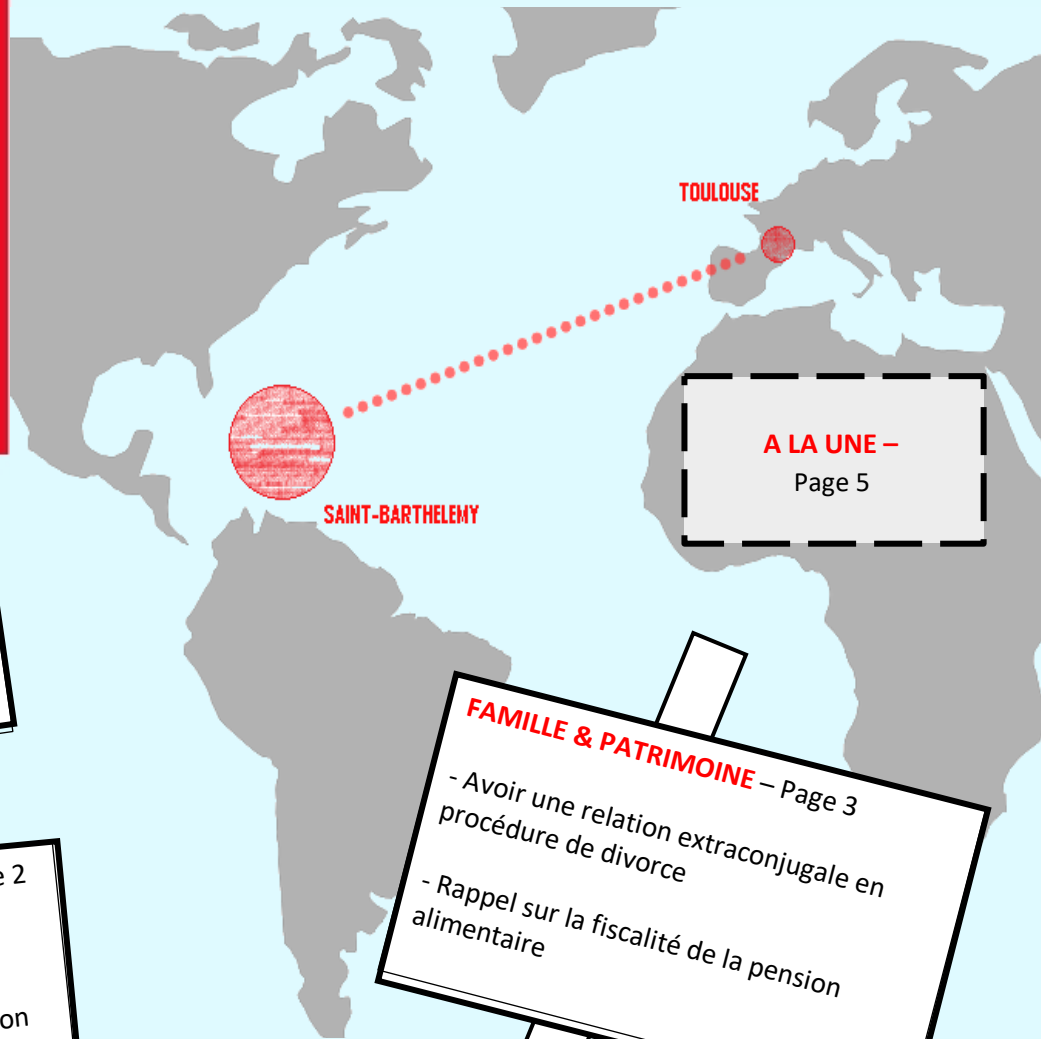 TOULOUSE
SAINT-BARTHELEMY
A LA UNE –
Page 5
FAMILLE & PATRIMOINE – Page 3
- Avoir une relation extraconjugale en
procédure de divorce
- Rappel sur la fiscalité de la pension
alimentaire
2